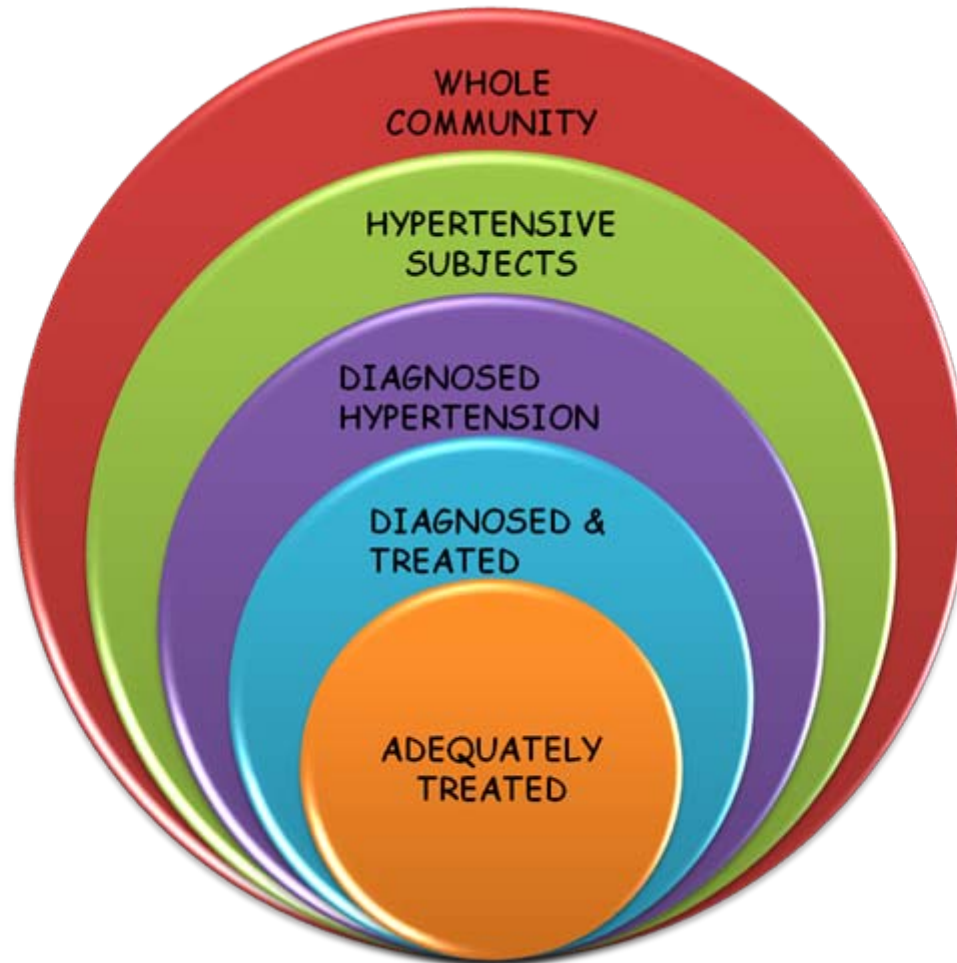 WHOLE
COMMUNITY
HYPERTENSIVE
SUBJECTS
DIAGNOSED
HYPERTENSION
DIAGNOSED &
TREATED
ADEQUATELY
TREATED